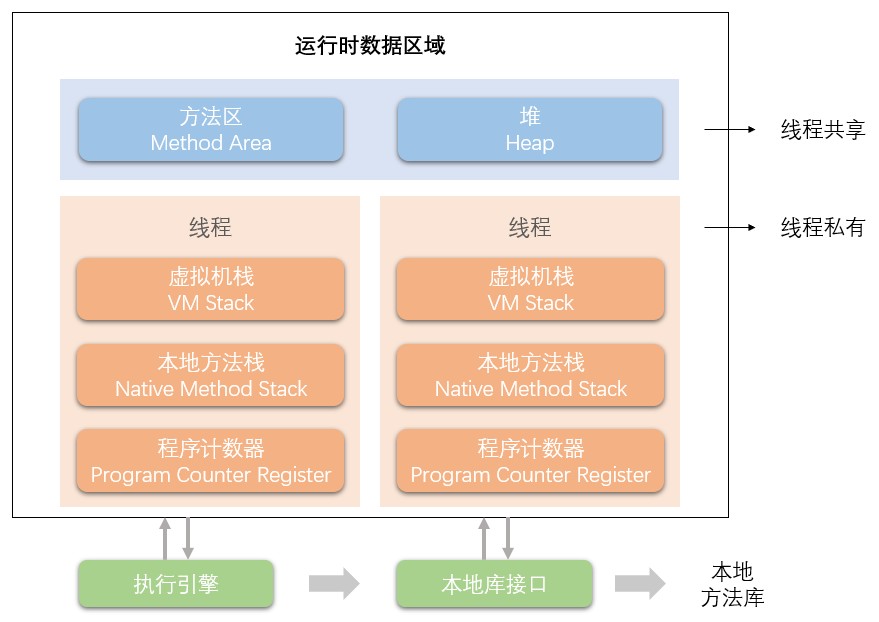 运行时数据区域
方法区
Method Area
堆
Heap
线程共享
线程
虚拟机栈
VM Stack
本地方法栈
Native Method Stack
程序计数器
Program Counter Register
线程
虚拟机栈
VM Stack
本地方法栈
Native Method Stack
程序计数器
Program Counter Register
线程私有
执行引擎
本地库接口
本地
方法库